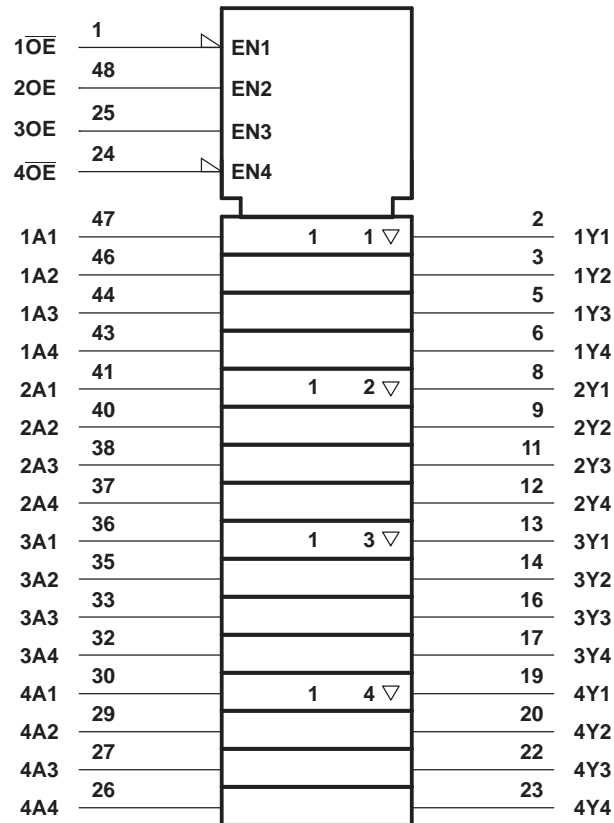 1O̅E̅ 1 EN1
2OE 48 EN2
3OE 25 EN3
4O̅E̅ 24 EN4
1A1 47 1 1 ▽ 2 1Y1
1A2 46 3 1Y2
1A3 44 5 1Y3
1A4 43 6 1Y4
2A1 41 1 2 ▽ 8 2Y1
2A2 40 9 2Y2
2A3 38 11 2Y3
2A4 37 12 2Y4
3A1 36 1 3 ▽ 13 3Y1
3A2 35 14 3Y2
3A3 33 16 3Y3
3A4 32 17 3Y4
4A1 30 1 4 ▽ 19 4Y1
4A2 29 20 4Y2
4A3 27 22 4Y3
4A4 26 23 4Y4